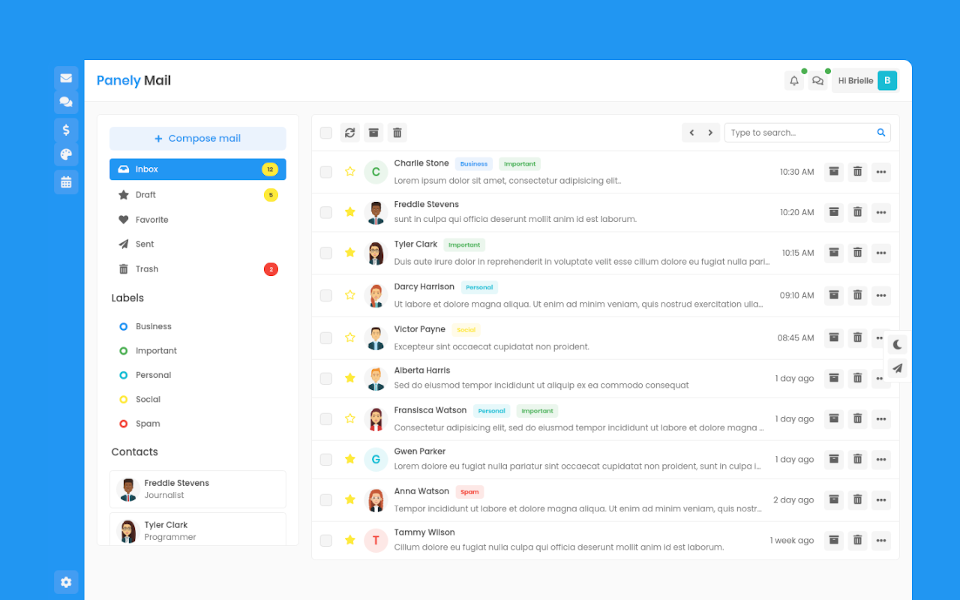 Panely Mail
Hi Brielle
B
+ Compose mail
Inbox
12
Draft
5
Favorite
Sent
Trash
2
Labels
Business
Important
Personal
Social
Spam
Contacts
Freddie Stevens
Journalist
Tyler Clark
Programmer
Type to search...
C
Charlie Stone Business Important
Lorem ipsum dolor sit amet, consectetur adipisicing elit..
10:30 AM
Freddie Stevens
sunt in culpa qui officia deserunt mollit anim id est laborum.
10:20 AM
Tyler Clark Important
Duis aute irure dolor in reprehenderit in voluptate velit esse cillum dolore eu fugiat nulla pari...
10:15 AM
Darcy Harrison Personal
Ut labore et dolore magna aliqua. Ut enim ad minim veniam, quis nostrud exercitation ulla...
09:10 AM
Victor Payne Social
Excepteur sint occaecat cupidatat non proident.
08:45 AM
Alberta Harris
Sed do eiusmod tempor incididunt ut aliquip ex ea commodo consequat
1 day ago
Fransisca Watson Personal Important
Consectetur adipisicing elit, sed do eiusmod tempor incididunt ut labore et dolore magna ...
1 day ago
G
Gwen Parker
Lorem dolore eu fugiat nulla pariatur sint occaecat cupidatat non proident, sunt in culpa i...
1 day ago
Anna Watson Spam
Tempor incididunt ut labore et dolore magna aliqua. Ut enim ad minim veniam, quis nostr...
2 day ago
T
Tammy Wilson
Cillum dolore eu fugiat nulla culpa qui officia deserunt mollit anim id est laborum.
1 week ago